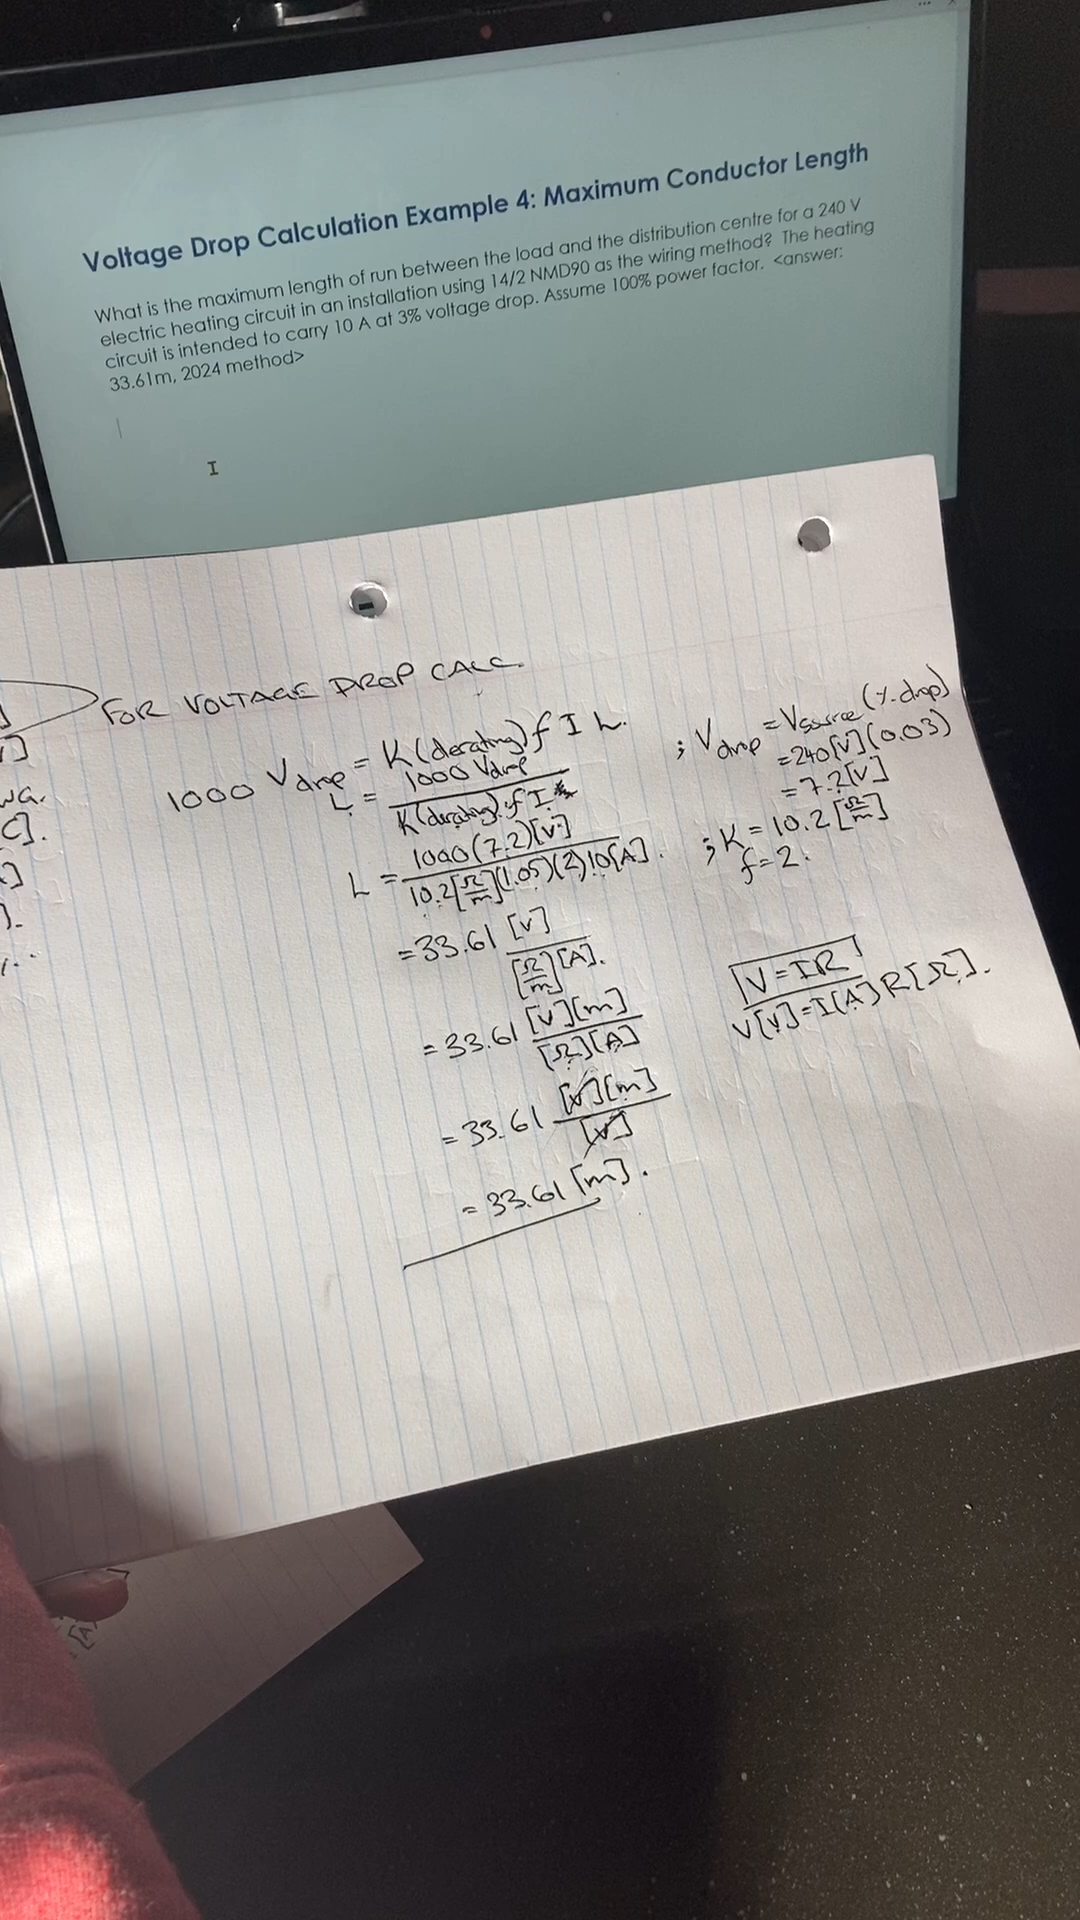 Voltage Drop Calculation Example 4: Maximum Conductor Length
What is the maximum length of run between the load and the distribution centre for a 240 V
electric heating circuit in an installation using 14/2 NMD90 as the wiring method? The heating
circuit is intended to carry 10 A at 3% voltage drop. Assume 100% power factor. <answer:
33.61m, 2024 method>
FOR VOLTAGE DROP CALC.
1000 Vdrop = K(derating) f I L.
; Vdrop = Vsource (%.drop)
= 240[V](0.03)
= 7.2[V]
L = 1000 Vdrop
K(derating) f I
; K = 10.2 [Ω/m]
f = 2.
L = 1000(7.2)[V]
10.2[Ω/m](1.05)(2)10[A].
= 33.61 [V]
[Ω/m][A].
V = IR
V[V] = I[A] R[Ω].
= 33.61 [V][m]
[Ω][A]
= 33.61 [V][m]
[V]
= 33.61 [m].
wa.
C].
[A]